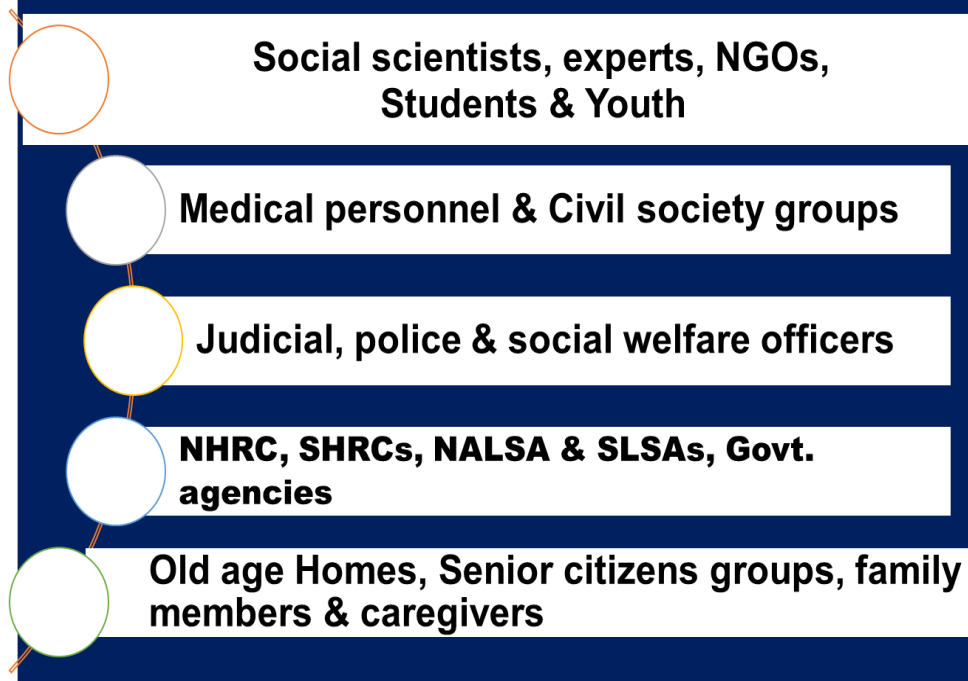 Social scientists, experts, NGOs,
Students & Youth
Medical personnel & Civil society groups
Judicial, police & social welfare officers
NHRC, SHRCs, NALSA & SLSAs, Govt.
agencies
Old age Homes, Senior citizens groups, family
members & caregivers